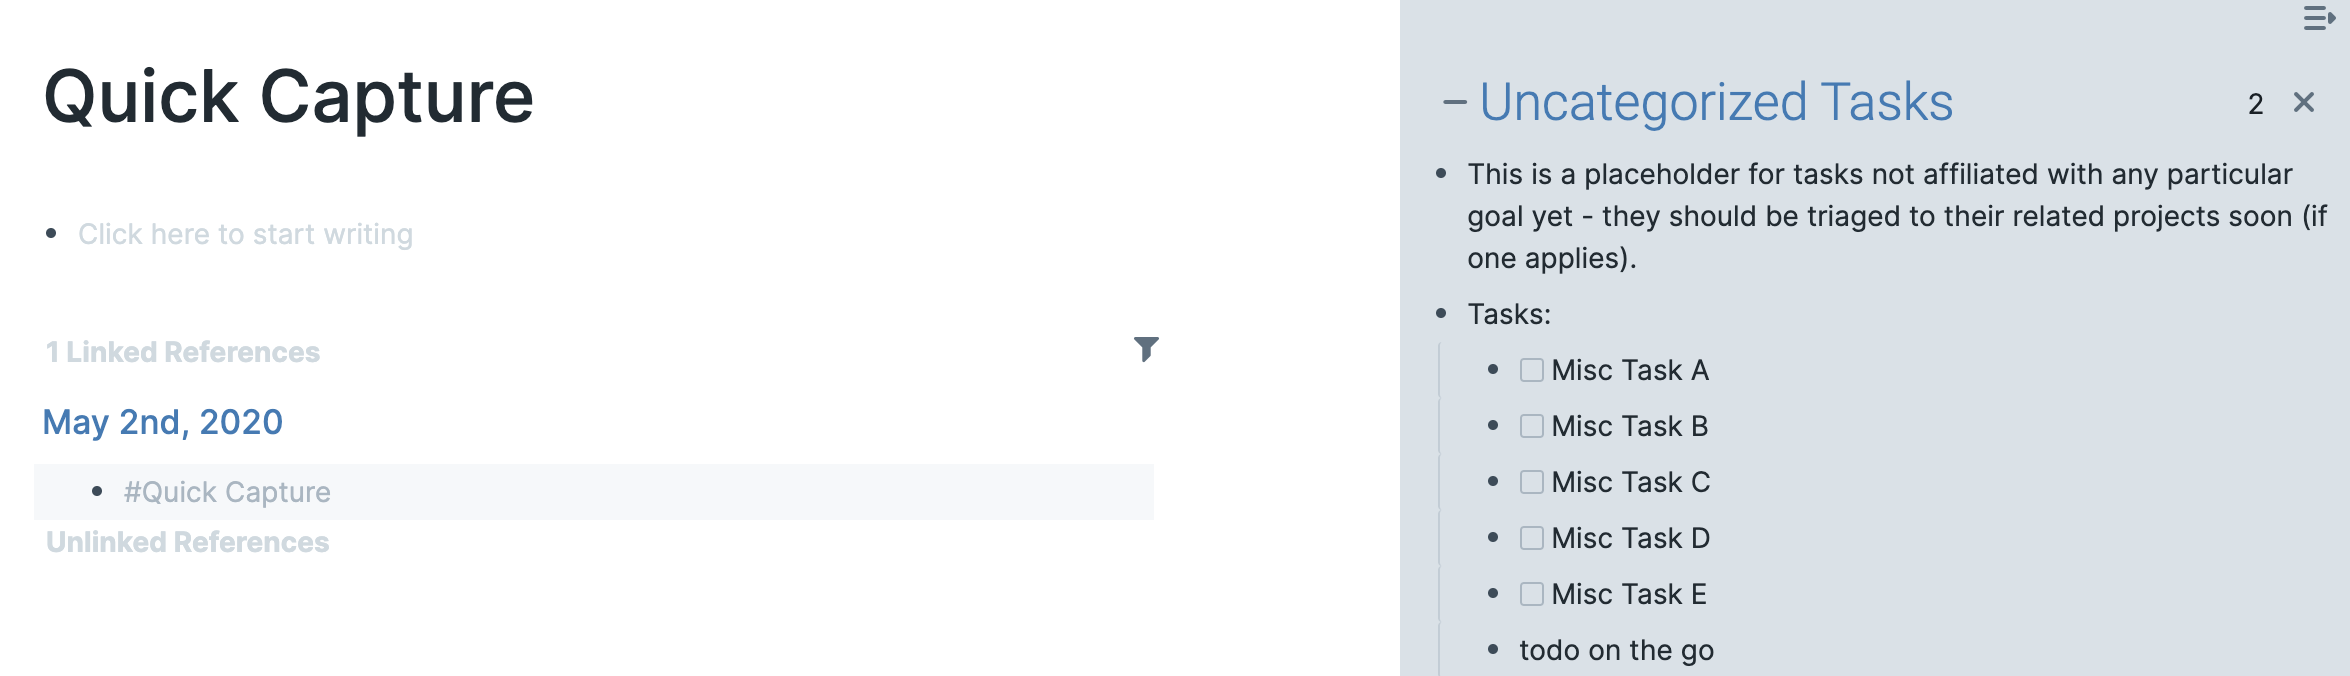 Quick Capture
Click here to start writing
1 Linked References
May 2nd, 2020
#Quick Capture
Unlinked References
Uncategorized Tasks 2
This is a placeholder for tasks not affiliated with any particular
goal yet - they should be triaged to their related projects soon (if
one applies).
Tasks:
Misc Task A
Misc Task B
Misc Task C
Misc Task D
Misc Task E
todo on the go